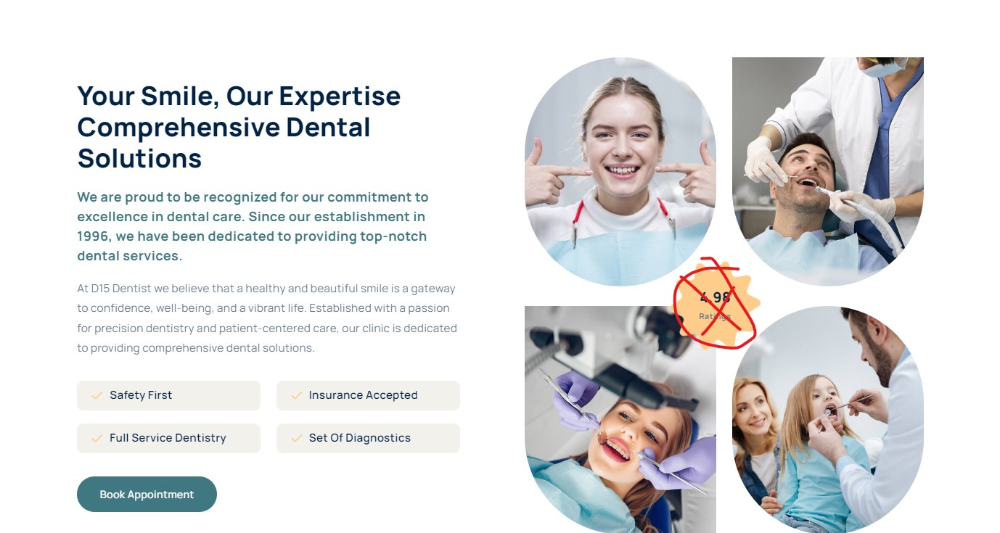 Your Smile, Our Expertise
Comprehensive Dental
Solutions
We are proud to be recognized for our commitment to
excellence in dental care. Since our establishment in
1996, we have been dedicated to providing top-notch
dental services.
At D15 Dentist we believe that a healthy and beautiful smile is a gateway
to confidence, well-being, and a vibrant life. Established with a passion
for precision dentistry and patient-centered care, our clinic is dedicated
to providing comprehensive dental solutions.
Safety First
Insurance Accepted
Full Service Dentistry
Set Of Diagnostics
Book Appointment
4.98
Ratings